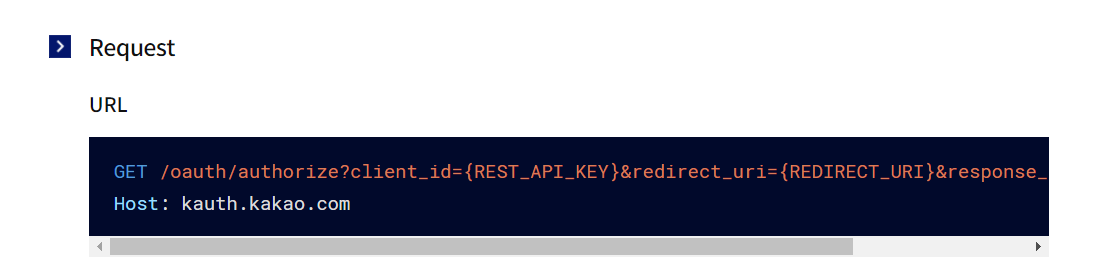 Request
URL
GET /oauth/authorize?client_id={REST_API_KEY}&redirect_uri={REDIRECT_URI}&response_
Host: kauth.kakao.com